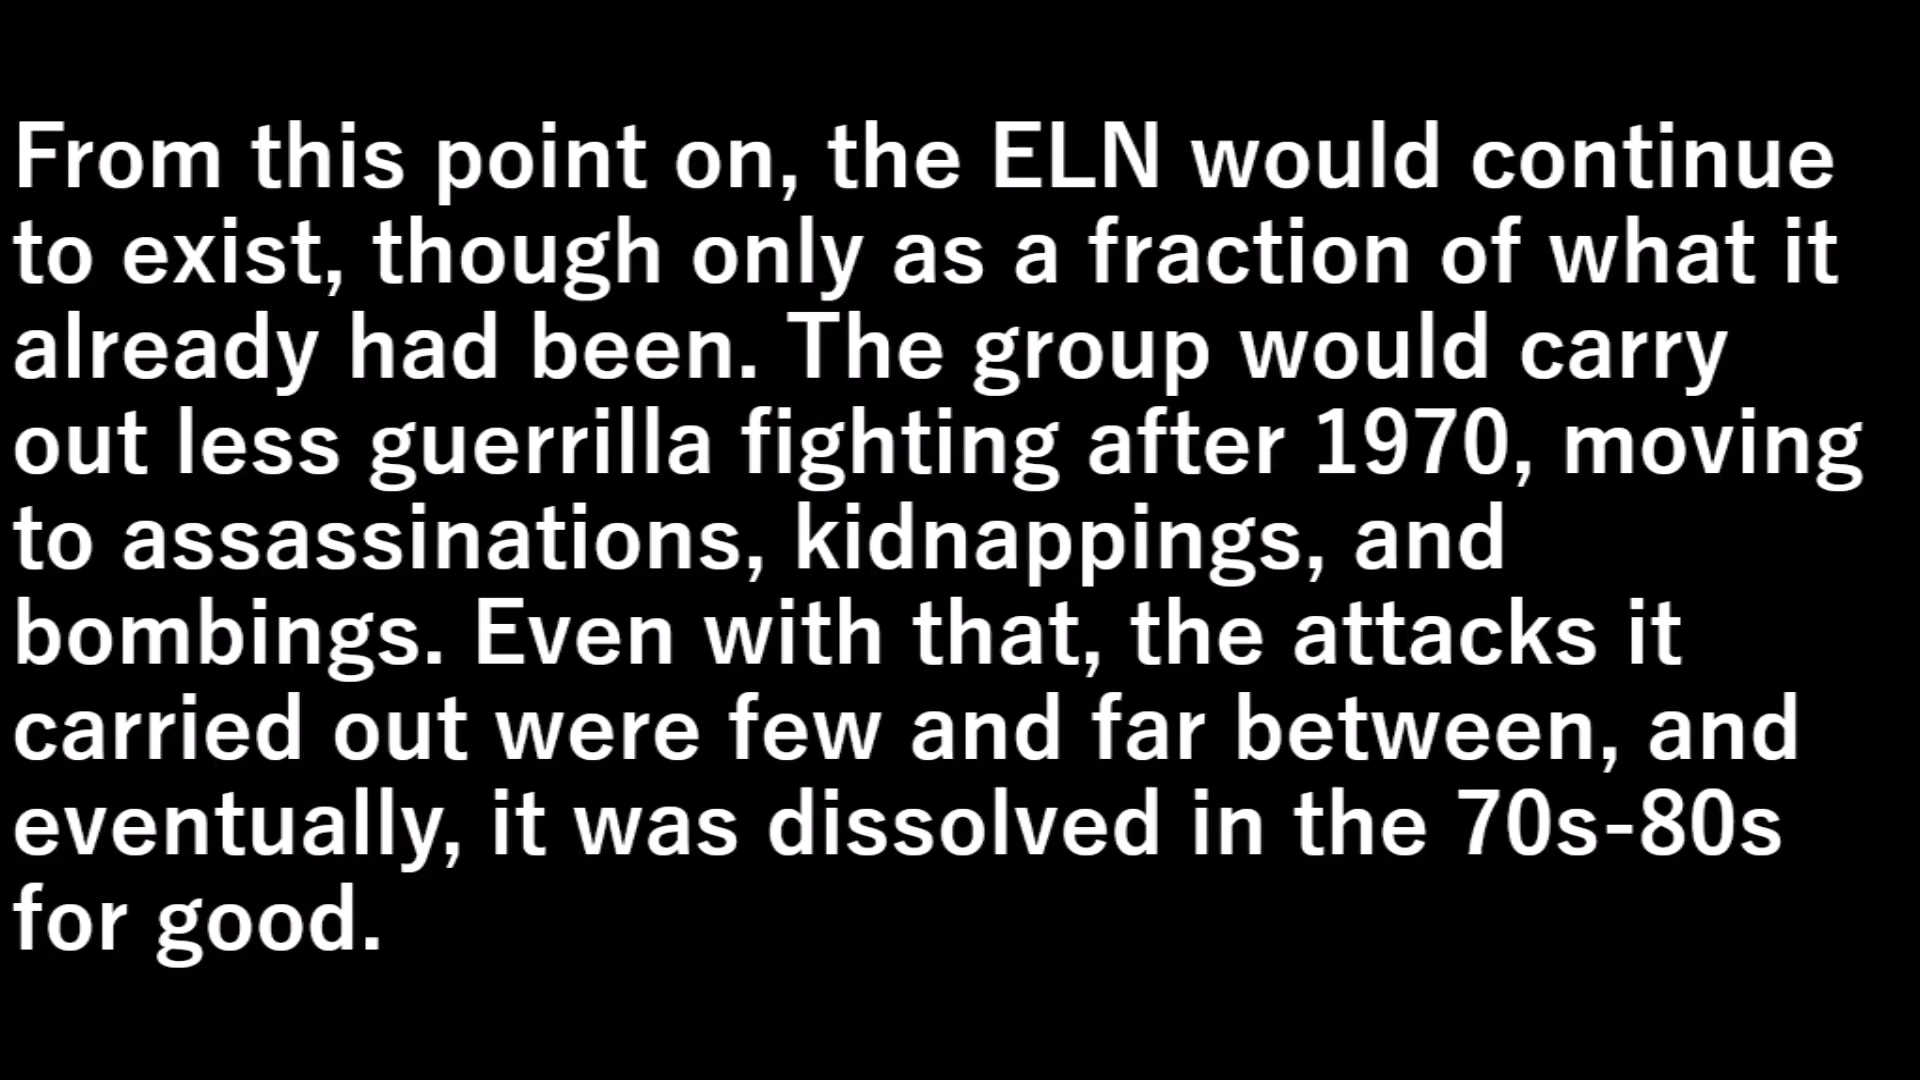 From this point on, the ELN would continue
to exist, though only as a fraction of what it
already had been. The group would carry
out less guerrilla fighting after 1970, moving
to assassinations, kidnappings, and
bombings. Even with that, the attacks it
carried out were few and far between, and
eventually, it was dissolved in the 70s-80s
for good.